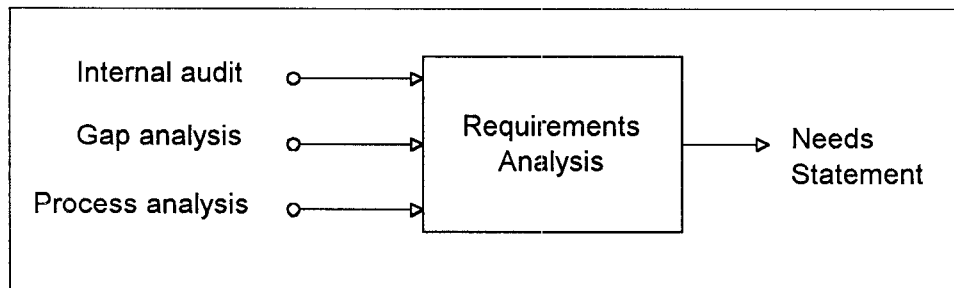 Internal audit
Gap analysis
Process analysis
Requirements
Analysis
Needs
Statement